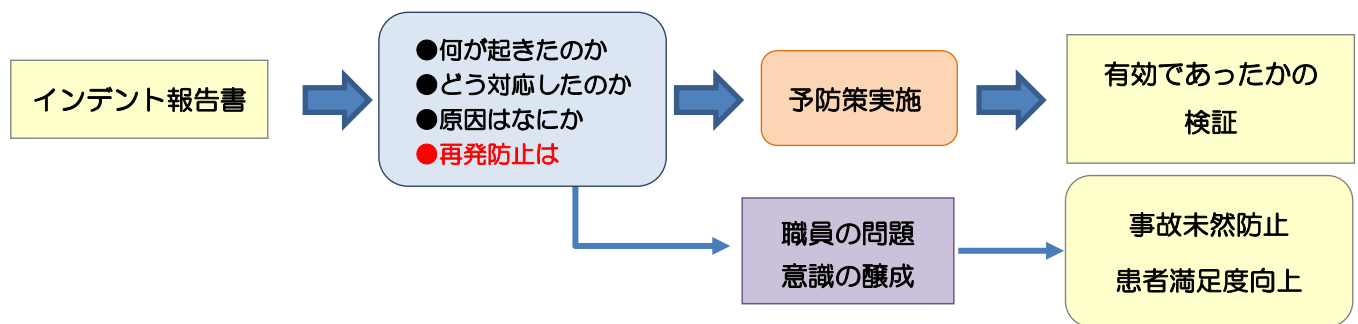 インデント報告書
●何が起きたのか
●どう対応したのか
●原因はなにか
●再発防止は
予防策実施
有効であったかの
検証
職員の問題
意識の醸成
事故未然防止
患者満足度向上